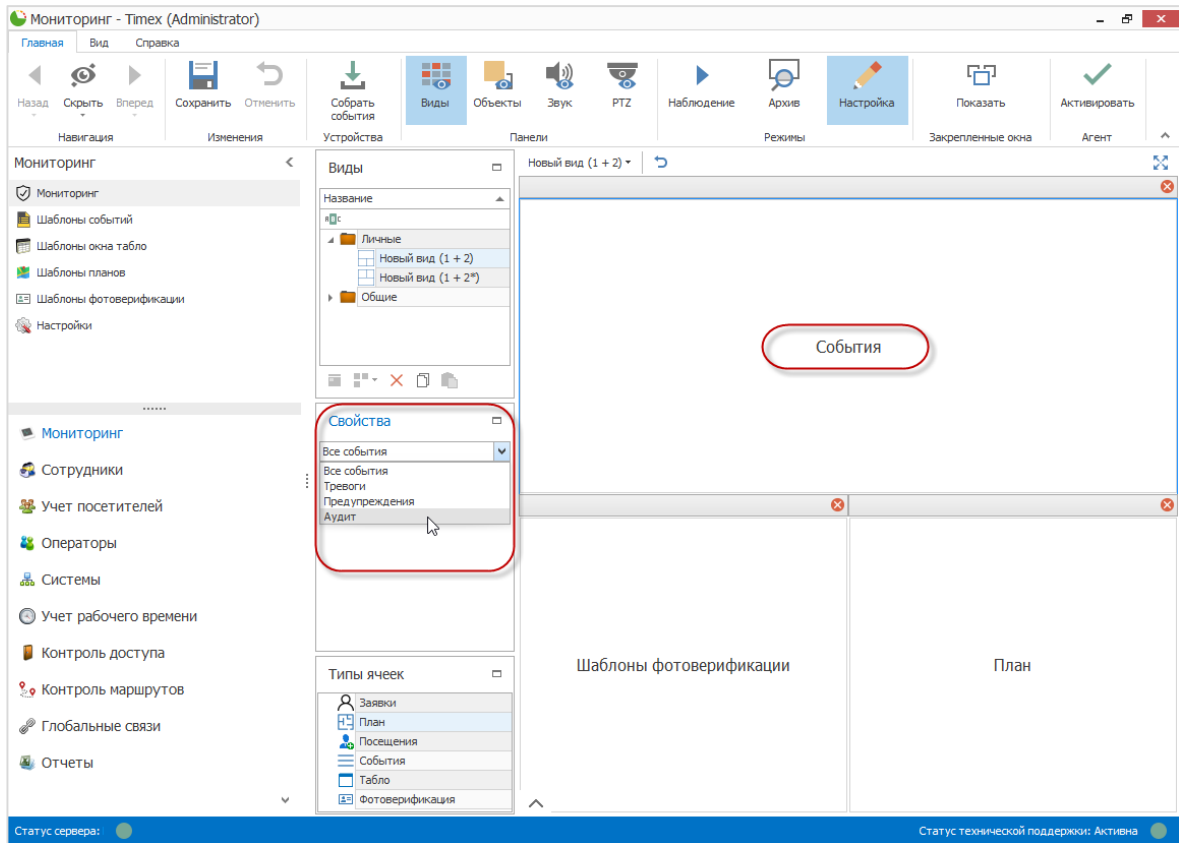 Мониторинг - Timex (Administrator)
Главная Вид Справка
Назад Скрыть Вперед Сохранить Отменить Собрать события Виды Объекты Звук PTZ Наблюдение Архив Настройка Показать Активировать
Навигация Изменения Устройства Панели Режимы Закрепленные окна Агент
Мониторинг
Мониторинг
Шаблоны событий
Шаблоны окна табло
Шаблоны планов
Шаблоны фотоверификации
Настройки
Мониторинг
Сотрудники
Учет посетителей
Операторы
Системы
Учет рабочего времени
Контроль доступа
Контроль маршрутов
Глобальные связи
Отчеты
Виды
Название
Личные
Новый вид (1 + 2)
Новый вид (1 + 2*)
Общие
Свойства
Все события
Все события
Тревоги
Предупреждения
Аудит
Типы ячеек
Заявки
План
Посещения
События
Табло
Фотоверификация
Новый вид (1 + 2)
События
Шаблоны фотоверификации
План
Статус сервера:
Статус технической поддержки: Активна